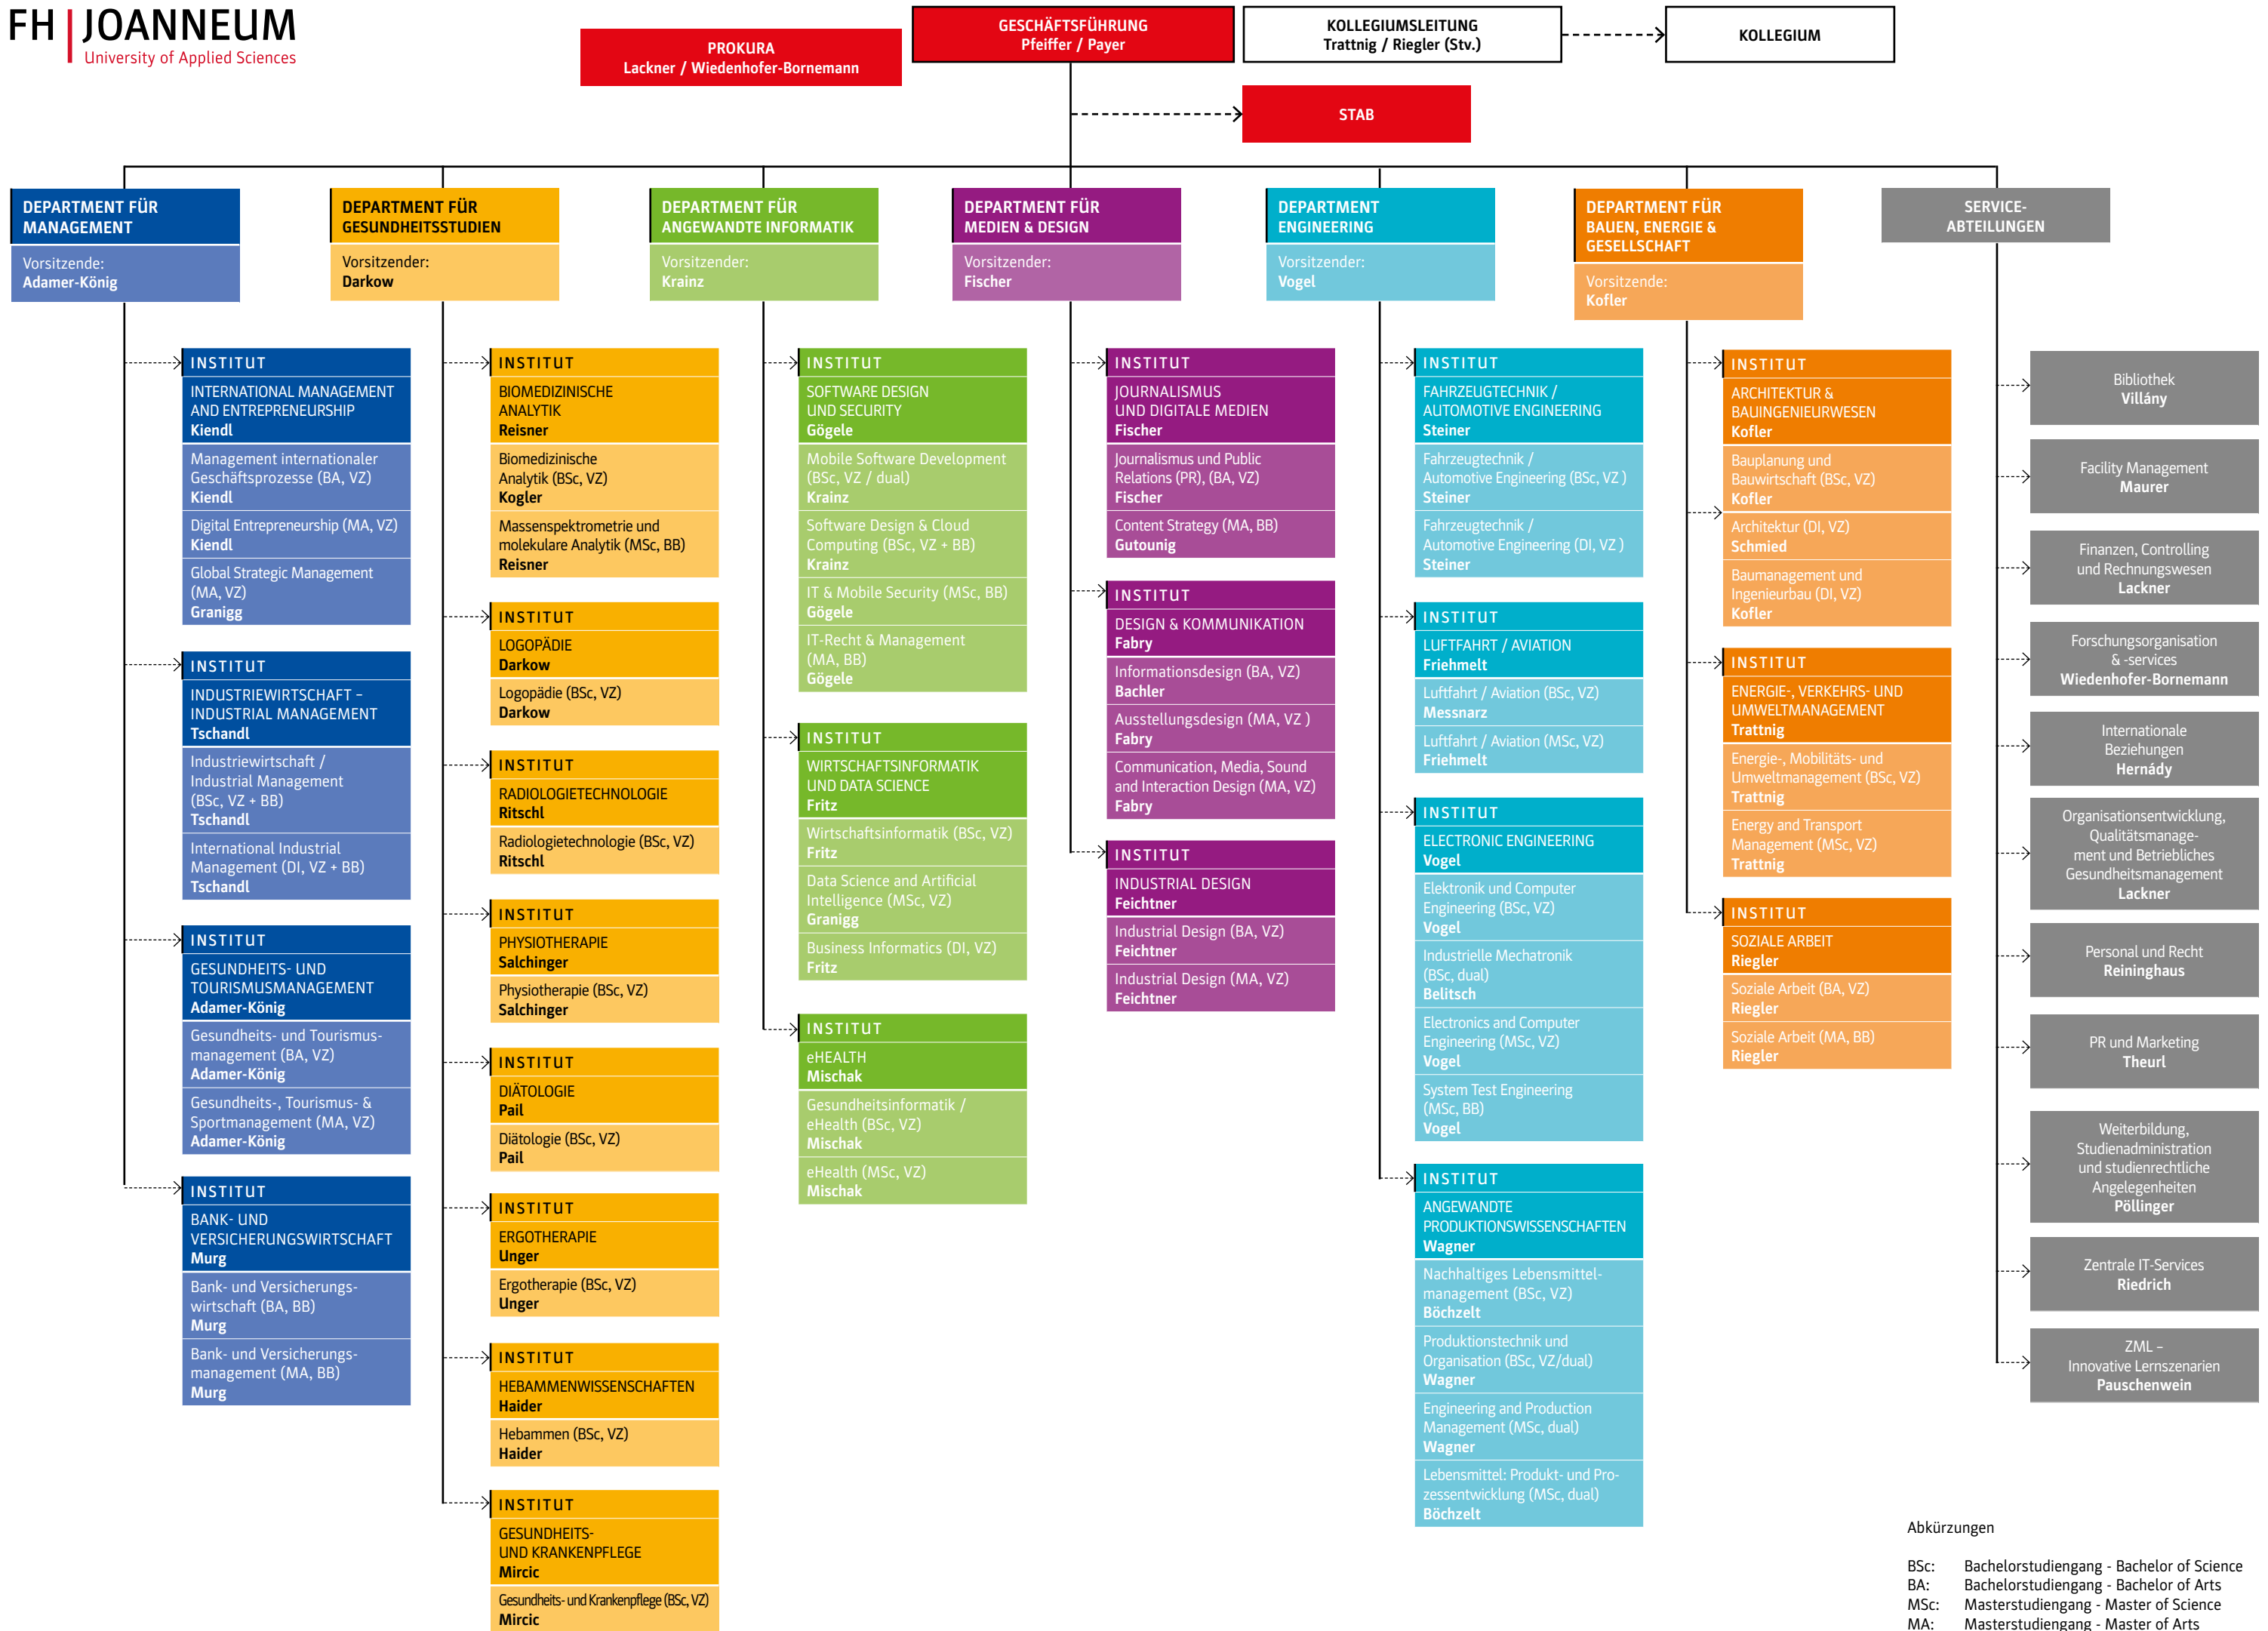 FH | JOANNEUM
University of Applied Sciences
PROKURA
Lackner / Wiedenhofer-Bornemann
GESCHÄFTSFÜHRUNG
Pfeiffer / Payer
KOLLEGIUMSLEITUNG
Trattnig / Riegler (Stv.)
KOLLEGIUM
STAB
DEPARTMENT FÜR
MANAGEMENT
Vorsitzende:
Adamer-König
INSTITUT
INTERNATIONAL MANAGEMENT
AND ENTREPRENEURSHIP
Kiendl
Management internationaler
Geschäftsprozesse (BA, VZ)
Kiendl
Digital Entrepreneurship (MA, VZ)
Kiendl
Global Strategic Management
(MA, VZ)
Granigg
INSTITUT
INDUSTRIEWIRTSCHAFT –
INDUSTRIAL MANAGEMENT
Tschandl
Industriewirtschaft /
Industrial Management
(BSc, VZ + BB)
Tschandl
International Industrial
Management (DI, VZ + BB)
Tschandl
INSTITUT
GESUNDHEITS- UND
TOURISMUSMANAGEMENT
Adamer-König
Gesundheits- und Tourismus-
management (BA, VZ)
Adamer-König
Gesundheits-, Tourismus- &
Sportmanagement (MA, VZ)
Adamer-König
INSTITUT
BANK- UND
VERSICHERUNGSWIRTSCHAFT
Murg
Bank- und Versicherungs-
wirtschaft (BA, BB)
Murg
Bank- und Versicherungs-
management (MA, BB)
Murg
DEPARTMENT FÜR
GESUNDHEITSSTUDIEN
Vorsitzender:
Darkow
INSTITUT
BIOMEDIZINISCHE
ANALYTIK
Reisner
Biomedizinische
Analytik (BSc, VZ)
Kogler
Massenspektrometrie und
molekulare Analytik (MSc, BB)
Reisner
INSTITUT
LOGOPÄDIE
Darkow
Logopädie (BSc, VZ)
Darkow
INSTITUT
RADIOLOGIETECHNOLOGIE
Ritschl
Radiologietechnologie (BSc, VZ)
Ritschl
INSTITUT
PHYSIOTHERAPIE
Salchinger
Physiotherapie (BSc, VZ)
Salchinger
INSTITUT
DIÄTOLOGIE
Pail
Diätologie (BSc, VZ)
Pail
INSTITUT
ERGOTHERAPIE
Unger
Ergotherapie (BSc, VZ)
Unger
INSTITUT
HEBAMMENWISSENSCHAFTEN
Haider
Hebammen (BSc, VZ)
Haider
INSTITUT
GESUNDHEITS-
UND KRANKENPFLEGE
Mircic
Gesundheits- und Krankenpflege (BSc, VZ)
Mircic
DEPARTMENT FÜR
ANGEWANDTE INFORMATIK
Vorsitzender:
Krainz
INSTITUT
SOFTWARE DESIGN
UND SECURITY
Gögele
Mobile Software Development
(BSc, VZ / dual)
Krainz
Software Design & Cloud
Computing (BSc, VZ + BB)
Krainz
IT & Mobile Security (MSc, BB)
Gögele
IT-Recht & Management
(MA, BB)
Gögele
INSTITUT
WIRTSCHAFTSINFORMATIK
UND DATA SCIENCE
Fritz
Wirtschaftsinformatik (BSc, VZ)
Fritz
Data Science and Artificial
Intelligence (MSc, VZ)
Granigg
Business Informatics (DI, VZ)
Fritz
INSTITUT
eHEALTH
Mischak
Gesundheitsinformatik /
eHealth (BSc, VZ)
Mischak
eHealth (MSc, VZ)
Mischak
DEPARTMENT FÜR
MEDIEN & DESIGN
Vorsitzender:
Fischer
INSTITUT
JOURNALISMUS
UND DIGITALE MEDIEN
Fischer
Journalismus und Public
Relations (PR), (BA, VZ)
Fischer
Content Strategy (MA, BB)
Gutounig
INSTITUT
DESIGN & KOMMUNIKATION
Fabry
Informationsdesign (BA, VZ)
Bachler
Ausstellungsdesign (MA, VZ )
Fabry
Communication, Media, Sound
and Interaction Design (MA, VZ)
Fabry
INSTITUT
INDUSTRIAL DESIGN
Feichtner
Industrial Design (BA, VZ)
Feichtner
Industrial Design (MA, VZ)
Feichtner
DEPARTMENT
ENGINEERING
Vorsitzender:
Vogel
INSTITUT
FAHRZEUGTECHNIK /
AUTOMOTIVE ENGINEERING
Steiner
Fahrzeugtechnik /
Automotive Engineering (BSc, VZ )
Steiner
Fahrzeugtechnik /
Automotive Engineering (DI, VZ )
Steiner
INSTITUT
LUFTFAHRT / AVIATION
Friehmelt
Luftfahrt / Aviation (BSc, VZ)
Messnarz
Luftfahrt / Aviation (MSc, VZ)
Friehmelt
INSTITUT
ELECTRONIC ENGINEERING
Vogel
Elektronik und Computer
Engineering (BSc, VZ)
Vogel
Industrielle Mechatronik
(BSc, dual)
Belitsch
Electronics and Computer
Engineering (MSc, VZ)
Vogel
System Test Engineering
(MSc, BB)
Vogel
INSTITUT
ANGEWANDTE
PRODUKTIONSWISSENSCHAFTEN
Wagner
Nachhaltiges Lebensmittel-
management (BSc, VZ)
Böchzelt
Produktionstechnik und
Organisation (BSc, VZ/dual)
Wagner
Engineering and Production
Management (MSc, dual)
Wagner
Lebensmittel: Produkt- und Pro-
zessentwicklung (MSc, dual)
Böchzelt
DEPARTMENT FÜR
BAUEN, ENERGIE &
GESELLSCHAFT
Vorsitzende:
Kofler
INSTITUT
ARCHITEKTUR &
BAUINGENIEURWESEN
Kofler
Bauplanung und
Bauwirtschaft (BSc, VZ)
Kofler
Architektur (DI, VZ)
Schmied
Baumanagement und
Ingenieurbau (DI, VZ)
Kofler
INSTITUT
ENERGIE-, VERKEHRS- UND
UMWELTMANAGEMENT
Trattnig
Energie-, Mobilitäts- und
Umweltmanagement (BSc, VZ)
Trattnig
Energy and Transport
Management (MSc, VZ)
Trattnig
INSTITUT
SOZIALE ARBEIT
Riegler
Soziale Arbeit (BA, VZ)
Riegler
Soziale Arbeit (MA, BB)
Riegler
SERVICE-
ABTEILUNGEN
Bibliothek
Villány
Facility Management
Maurer
Finanzen, Controlling
und Rechnungswesen
Lackner
Forschungsorganisation
& -services
Wiedenhofer-Bornemann
Internationale
Beziehungen
Hernády
Organisationsentwicklung,
Qualitätsmanage-
ment und Betriebliches
Gesundheitsmanagement
Lackner
Personal und Recht
Reininghaus
PR und Marketing
Theurl
Weiterbildung,
Studienadministration
und studienrechtliche
Angelegenheiten
Pöllinger
Zentrale IT-Services
Riedrich
ZML –
Innovative Lernszenarien
Pauschenwein
Abkürzungen
BSc: Bachelorstudiengang - Bachelor of Science
BA: Bachelorstudiengang - Bachelor of Arts
MSc: Masterstudiengang - Master of Science
MA: Masterstudiengang - Master of Arts